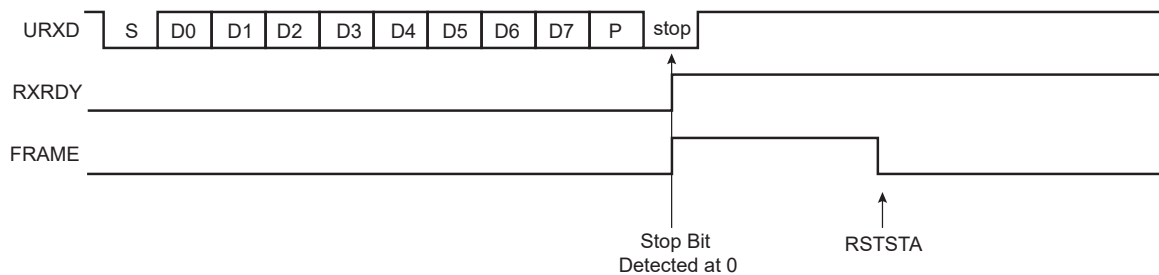 URXD S D0 D1 D2 D3 D4 D5 D6 D7 P stop
RXRDY
FRAME
Stop Bit
Detected at 0
RSTSTA